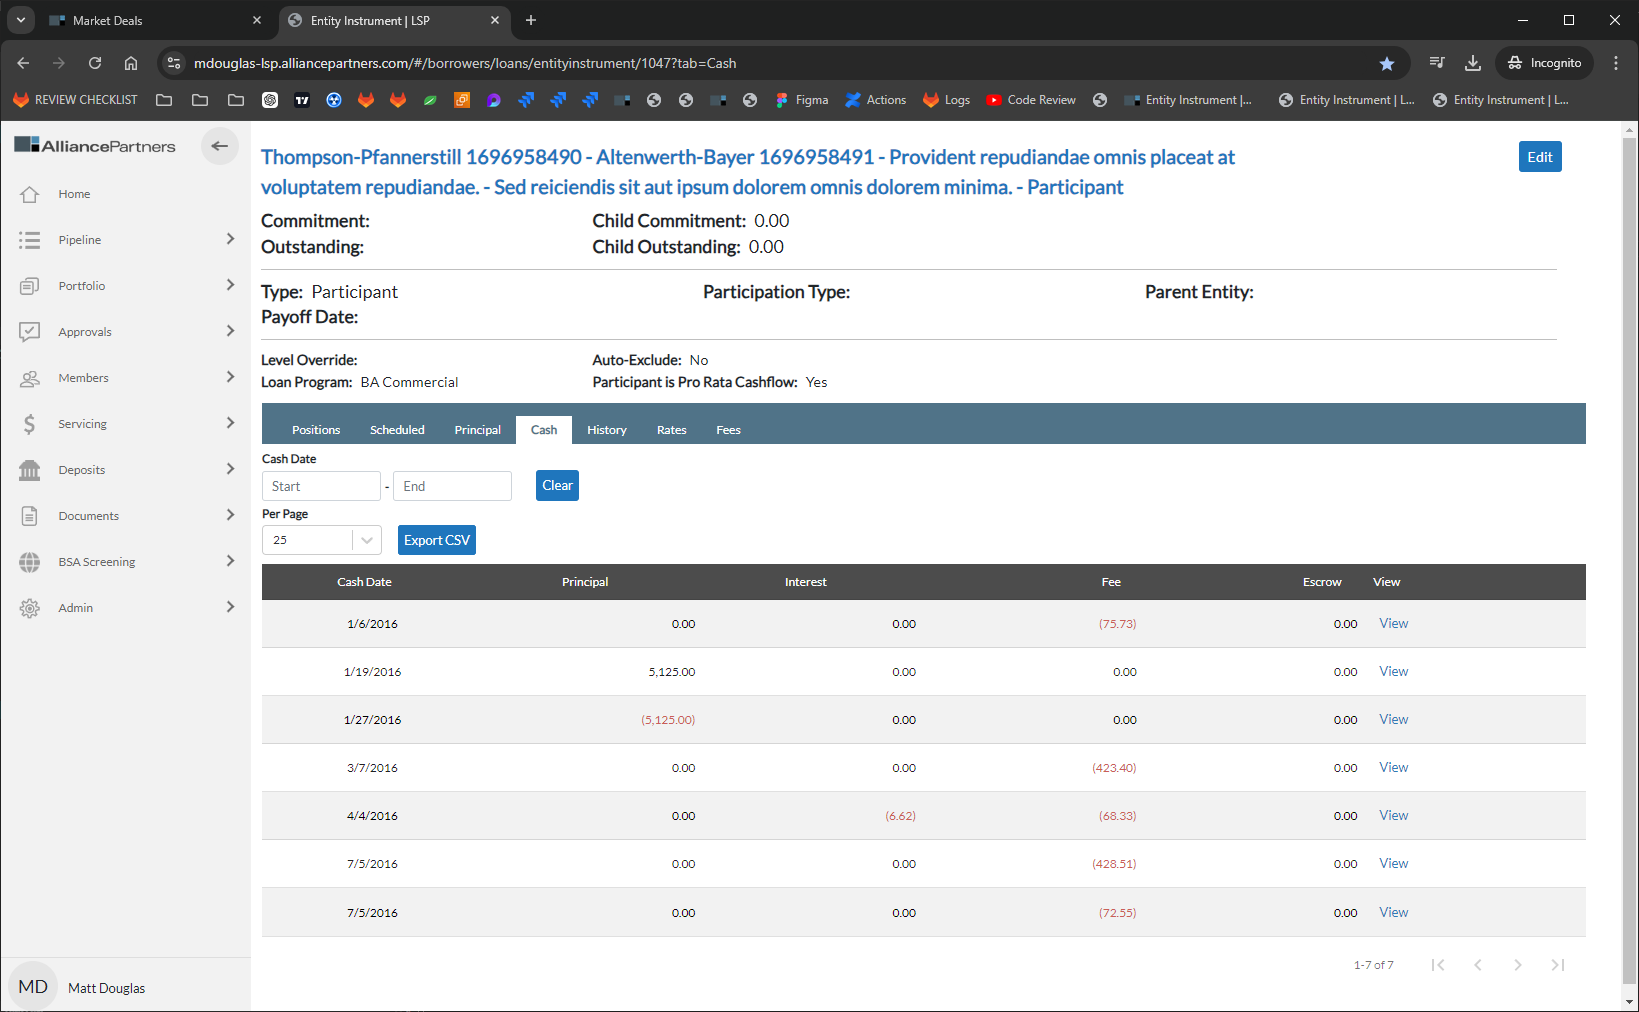 Market Deals
Entity Instrument | LSP
mdouglas-lsp.alliancepartners.com/#/borrowers/loans/entityinstrument/1047?tab=Cash
Incognito
REVIEW CHECKLIST
Figma
Actions
Logs
Code Review
Entity Instrument |...
Entity Instrument | L...
Entity Instrument | L...
AlliancePartners
Home
Pipeline
Portfolio
Approvals
Members
Servicing
Deposits
Documents
BSA Screening
Admin
MD Matt Douglas
Thompson-Pfannerstill 1696958490 - Altenwerth-Bayer 1696958491 - Provident repudiandae omnis placeat at
voluptatem repudiandae. - Sed reiciendis sit aut ipsum dolorem omnis dolorem minima. - Participant
Edit
Commitment: Child Commitment: 0.00
Outstanding: Child Outstanding: 0.00
Type: Participant Participation Type: Parent Entity:
Payoff Date:
Level Override: Auto-Exclude: No
Loan Program: BA Commercial Participant is Pro Rata Cashflow: Yes
Positions Scheduled Principal Cash History Rates Fees
Cash Date
Start - End Clear
Per Page
25 Export CSV
Cash Date Principal Interest Fee Escrow View
1/6/2016 0.00 0.00 (75.73) 0.00 View
1/19/2016 5,125.00 0.00 0.00 0.00 View
1/27/2016 (5,125.00) 0.00 0.00 0.00 View
3/7/2016 0.00 0.00 (423.40) 0.00 View
4/4/2016 0.00 (6.62) (68.33) 0.00 View
7/5/2016 0.00 0.00 (428.51) 0.00 View
7/5/2016 0.00 0.00 (72.55) 0.00 View
1-7 of 7